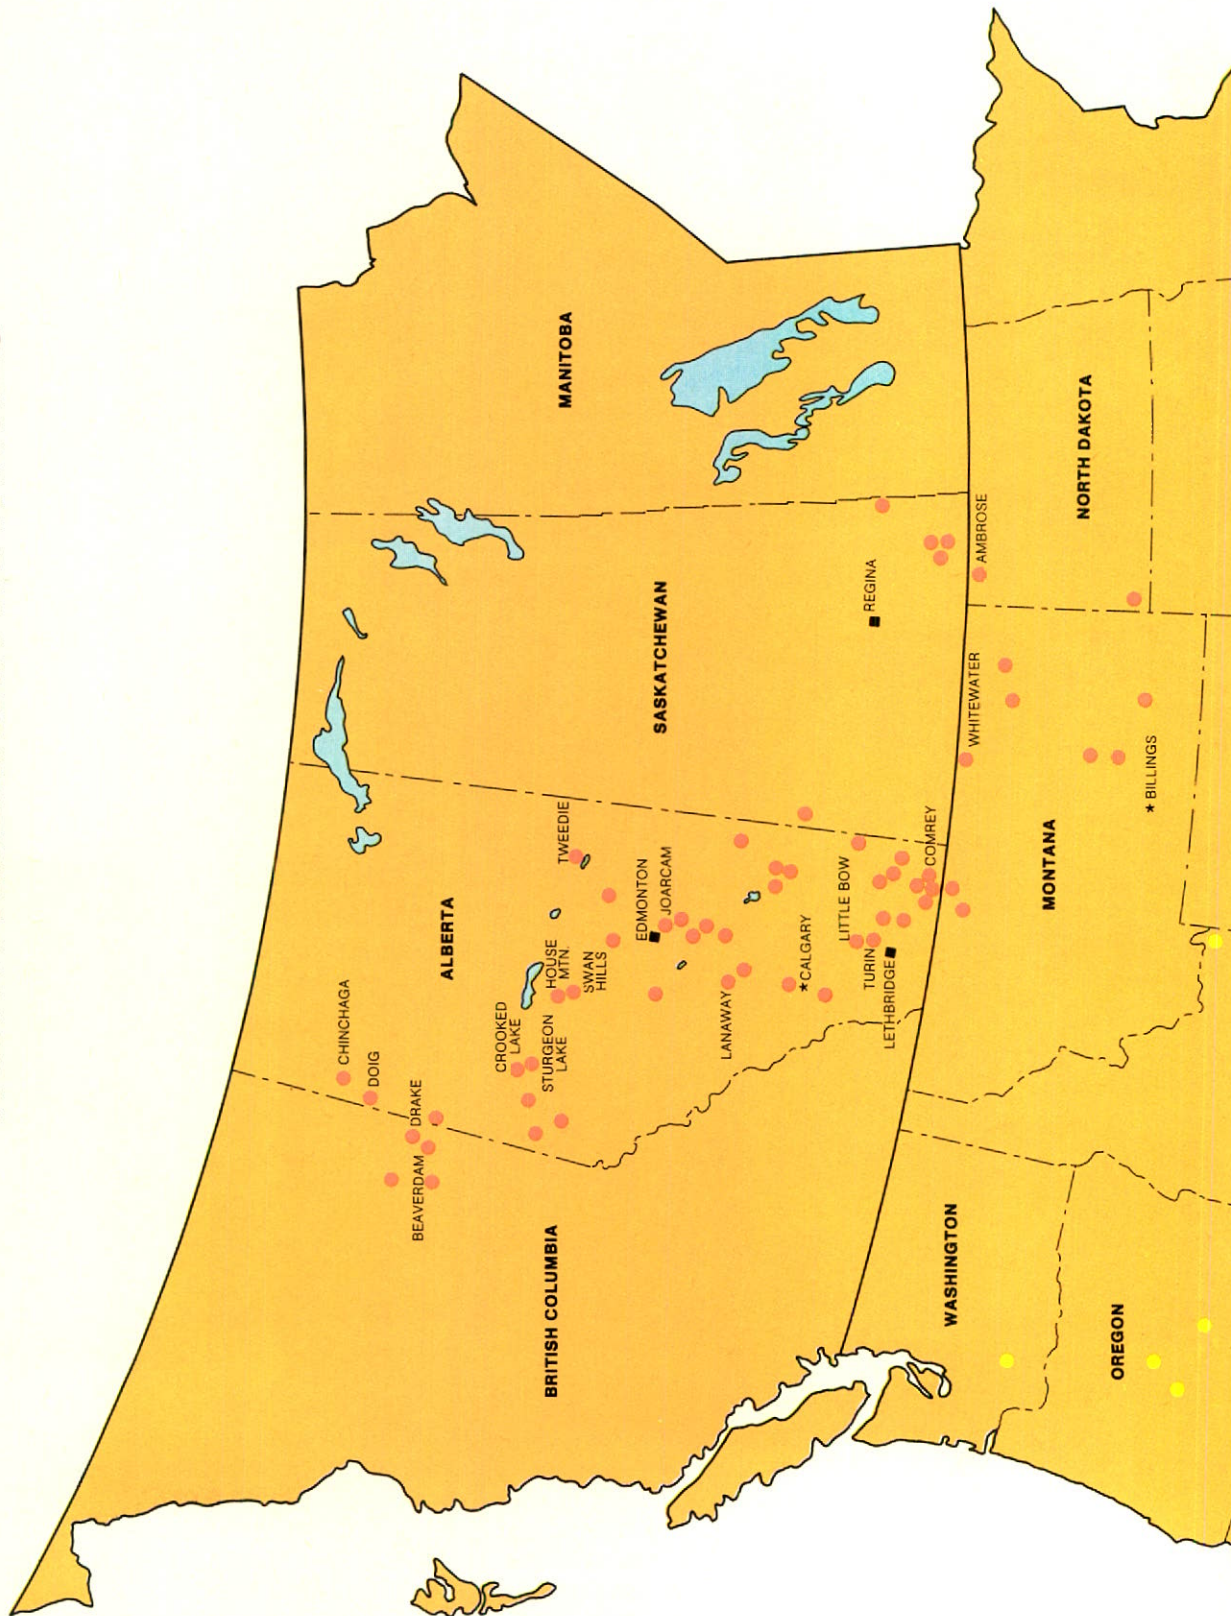 MANITOBA
SASKATCHEWAN
ALBERTA
BRITISH COLUMBIA
CHINCHAGA
DOIG
DRAKE
BEAVERDAM
CROOKED
LAKE
STURGEON
LAKE
HOUSE
MTN.
SWAN
HILLS
TWEEDIE
EDMONTON
JOARCAM
LANAWAY
*CALGARY
LITTLE BOW
TURIN
LETHBRIDGE
COMREY
REGINA
AMBROSE
WHITEWATER
NORTH DAKOTA
MONTANA
* BILLINGS
WASHINGTON
OREGON